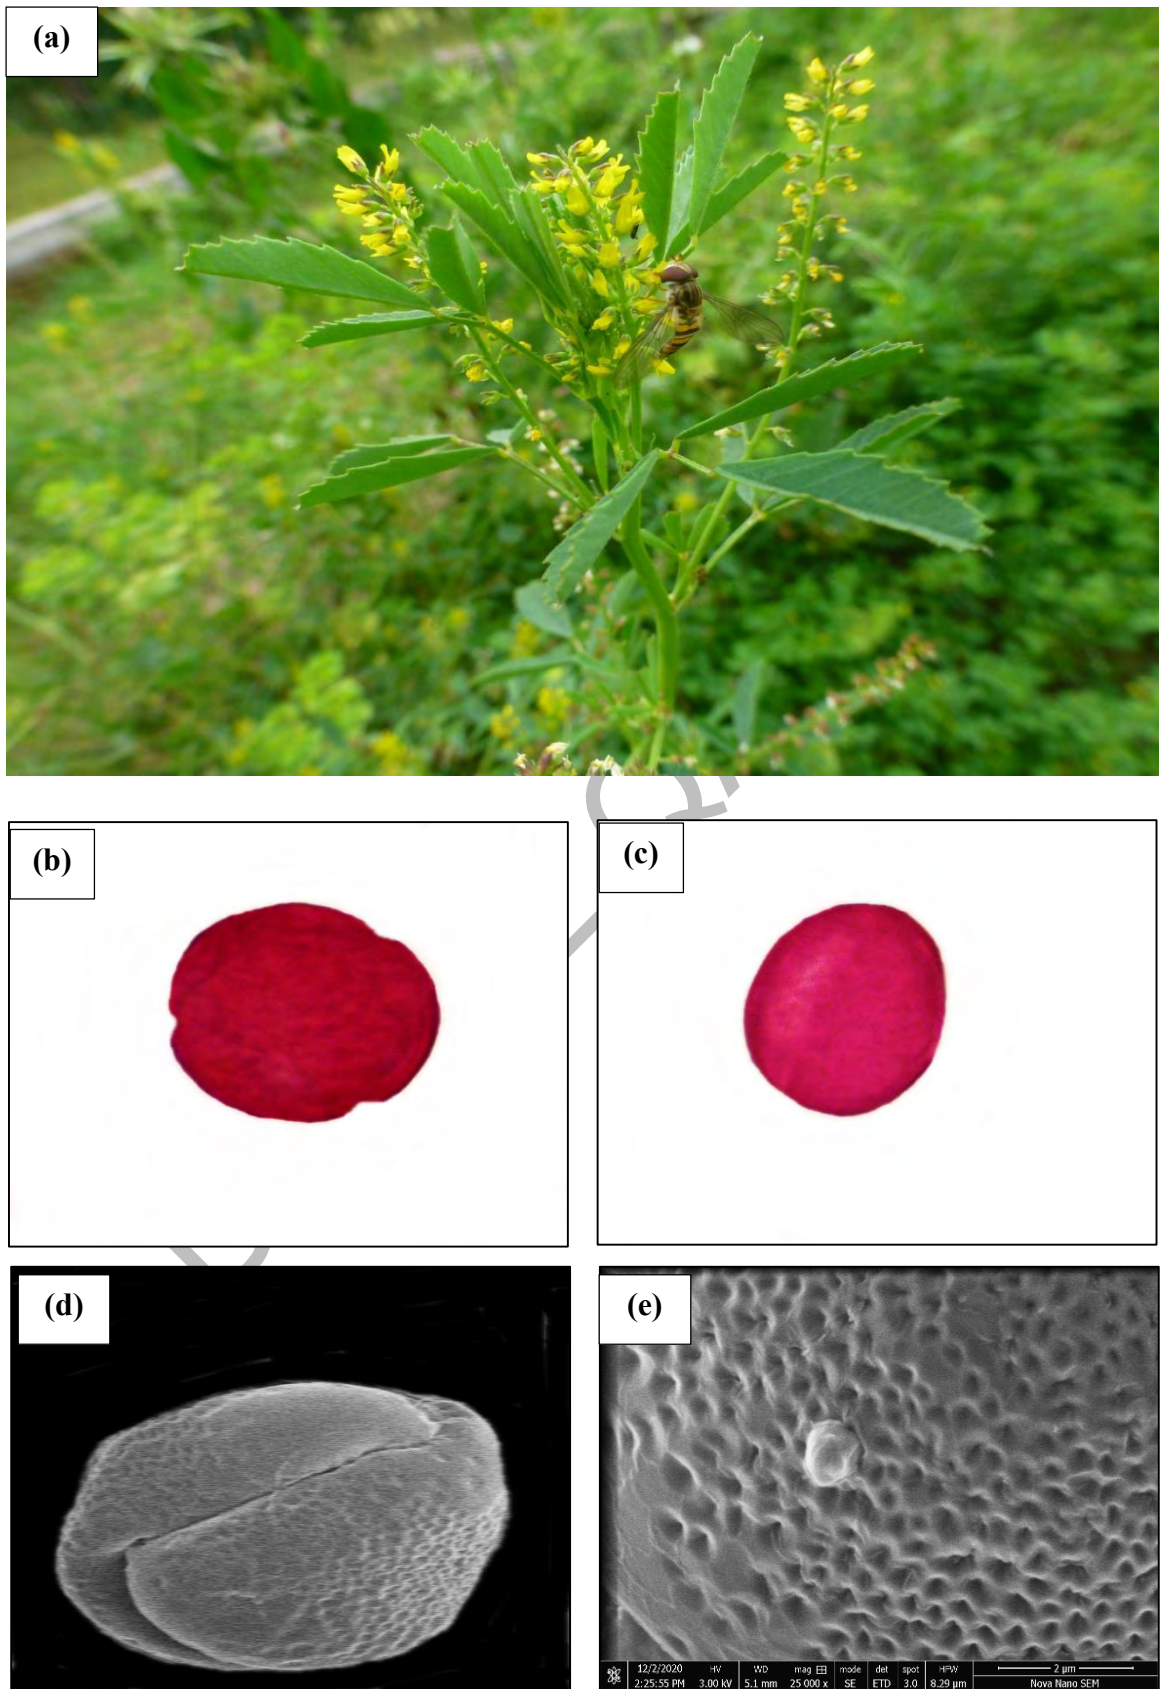 (a)
(b)
(c)
(d)
(e)
12/2/2020 HV WD mag mode det spot HFW 2 µm
2:25:55 PM 3.00 kV 5.1 mm 25 000 x SE ETD 3.0 8.29 µm Nova Nano SEM